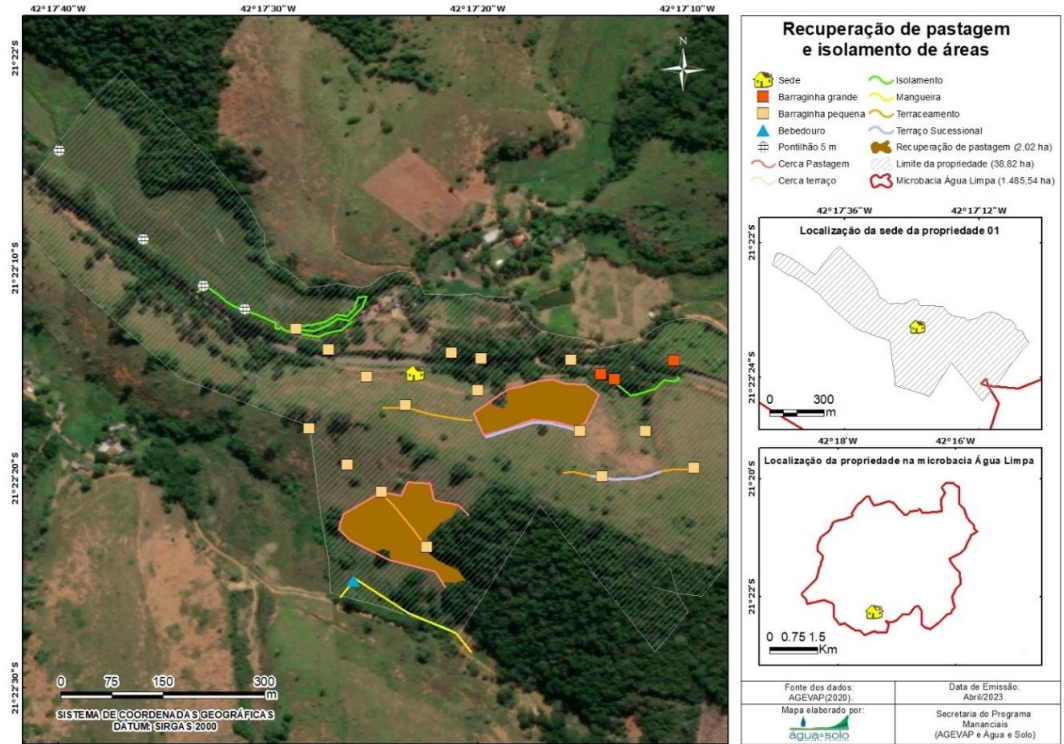 42°17'40"W
42°17'30"W
42°17'20"W
42°17'10"W
21°22'S
21°22'10"S
21°22'20"S
21°22'30"S
N
0 75 150 300
m
SISTEMA DE COORDENADAS GEOGRÁFICAS
DATUM: SIRGAS 2000
Recuperação de pastagem
e isolamento de áreas
Sede
Barraginha grande
Barraginha pequena
Bebedouro
Pontilhão 5 m
Cerca Pastagem
Cerca terraço
Isolamento
Mangueira
Terraceamento
Terraço Sucessional
Recuperação de pastagem (2,02 ha)
Limite da propriedade (38,82 ha)
Microbacia Água Limpa (1.485,54 ha)
42°17'36"W
42°17'12"W
Localização da sede da propriedade 01
21°22'S
21°22'24"S
0 300
m
42°18'W
42°16'W
Localização da propriedade na microbacia Água Limpa
21°20'S
21°22'S
0 0.75 1.5
Km
Fonte dos dados:
AGEVAP(2020).
Data de Emissão:
Abril/2023.
Mapa elaborado por:
água&solo
Secretaria do Programa
Mananciais
(AGEVAP e Água e Solo)